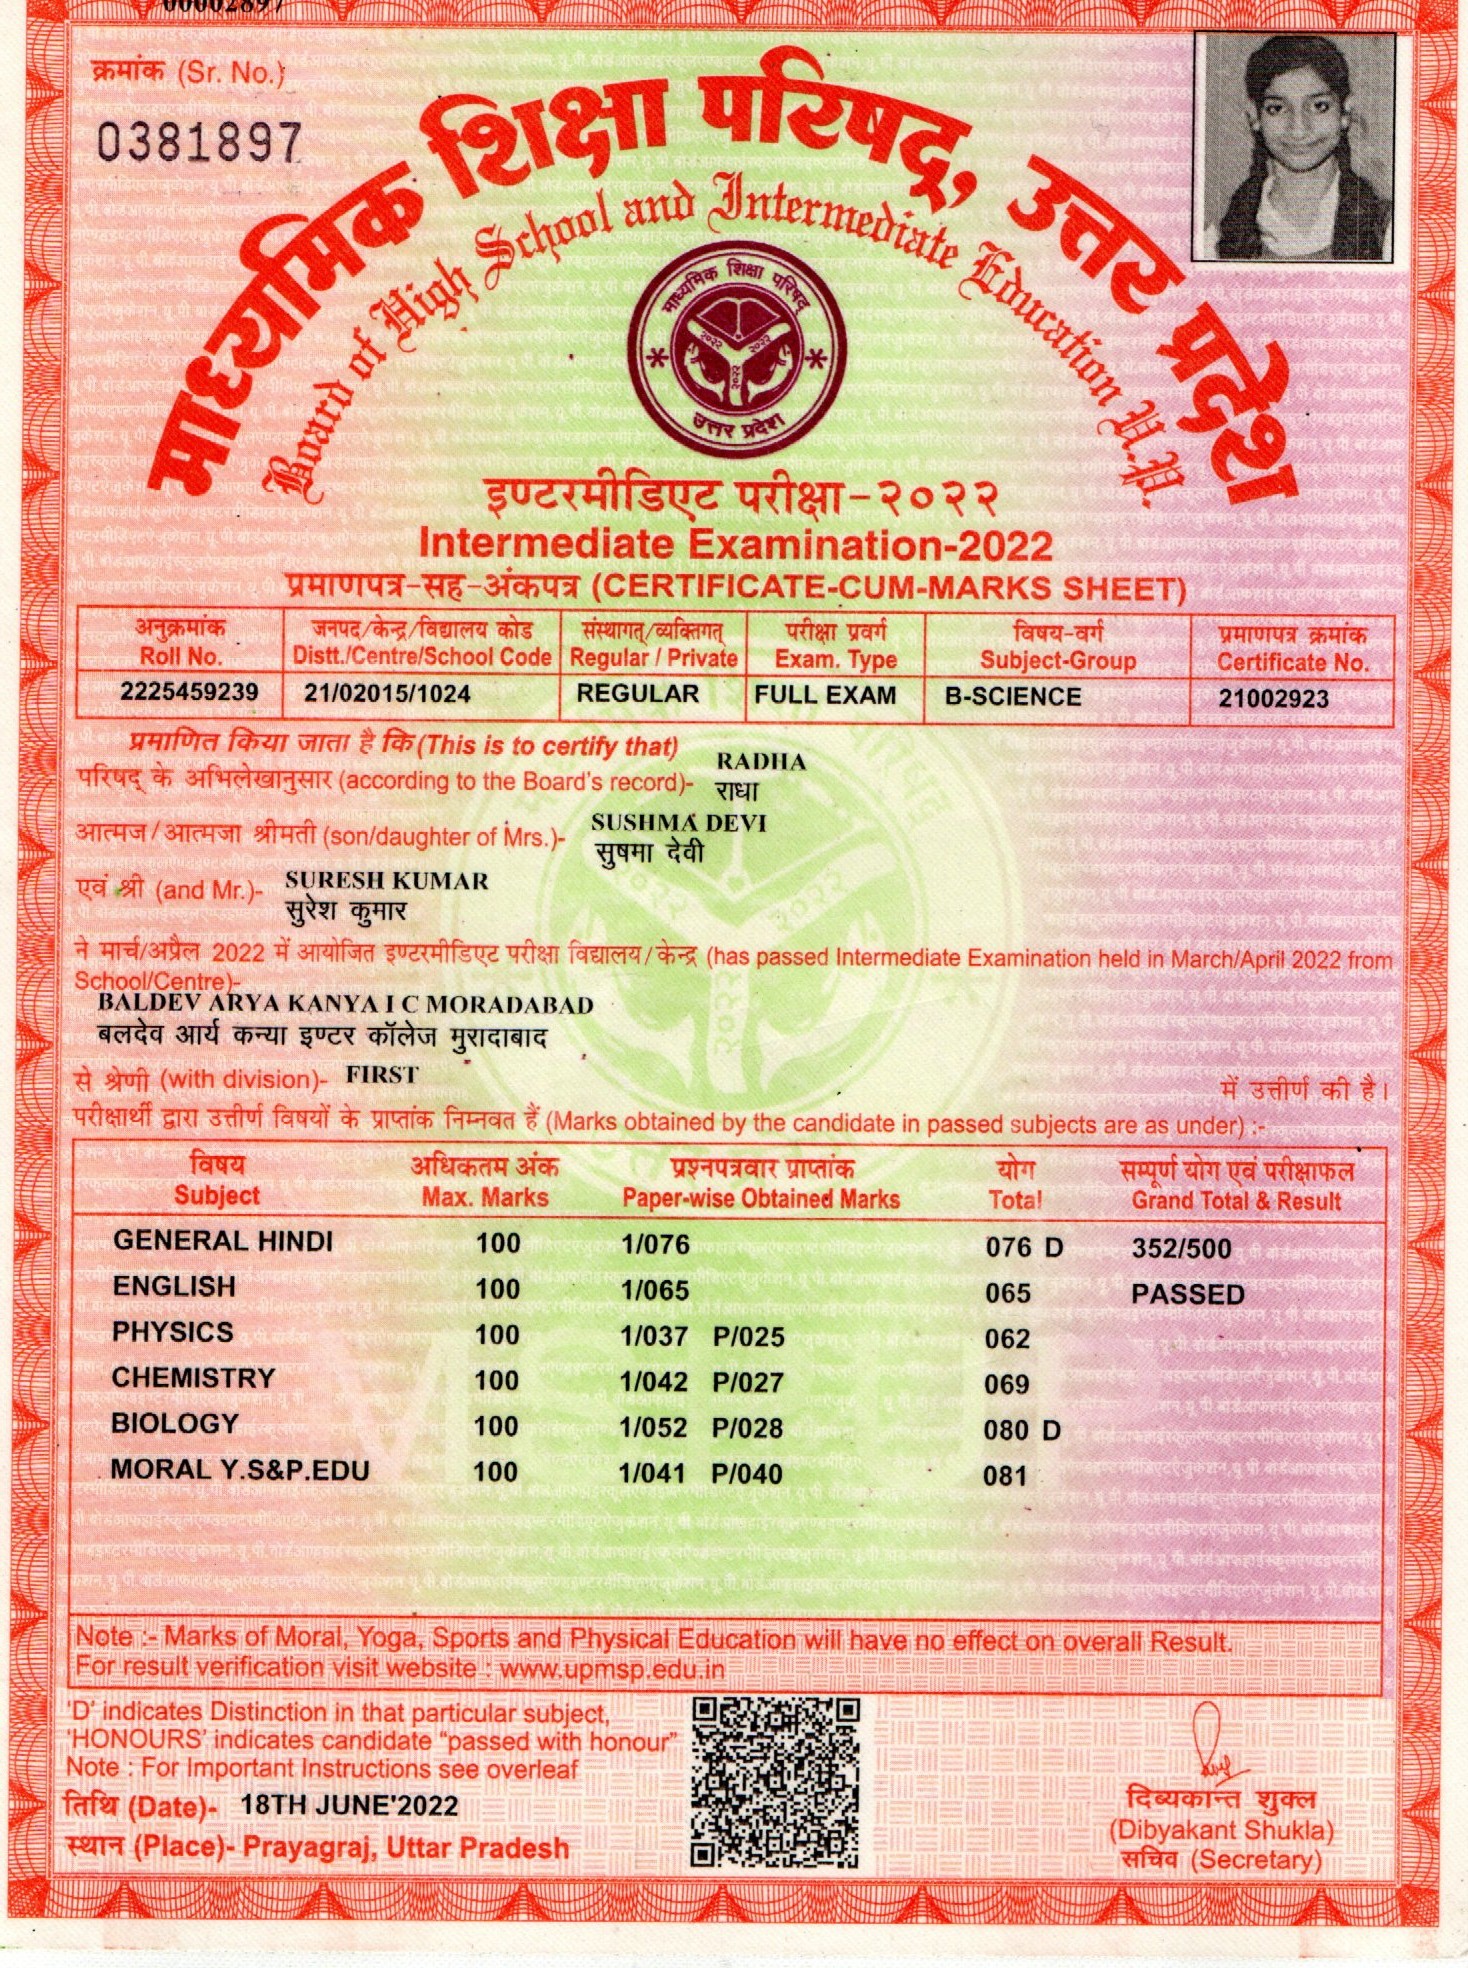 00002897
क्रमांक (Sr. No.)
0381897
माध्यमिक शिक्षा परिषद्, उत्तर प्रदेश
Board of High School and Intermediate Education U.P.
माध्यमिक शिक्षा परिषद्
२०२२ २०२२
२०२२
उत्तर प्रदेश
इण्टरमीडिएट परीक्षा-२०२२
Intermediate Examination-2022
प्रमाणपत्र-सह-अंकपत्र (CERTIFICATE-CUM-MARKS SHEET)
अनुक्रमांक जनपद/केन्द्र/विद्यालय कोड संस्थागत्/व्यक्तिगत् परीक्षा प्रवर्ग विषय-वर्ग प्रमाणपत्र क्रमांक
Roll No. Distt./Centre/School Code Regular / Private Exam. Type Subject-Group Certificate No.
2225459239 21/02015/1024 REGULAR FULL EXAM B-SCIENCE 21002923
प्रमाणित किया जाता है कि (This is to certify that)
RADHA
परिषद् के अभिलेखानुसार (according to the Board's record)- राधा
SUSHMA DEVI
आत्मज/आत्मजा श्रीमती (son/daughter of Mrs.)- सुषमा देवी
एवं श्री (and Mr.)- SURESH KUMAR
सुरेश कुमार
ने मार्च/अप्रैल 2022 में आयोजित इण्टरमीडिएट परीक्षा विद्यालय/केन्द्र (has passed Intermediate Examination held in March/April 2022 from
School/Centre)-
BALDEV ARYA KANYA I C MORADABAD
बलदेव आर्य कन्या इण्टर कॉलेज मुरादाबाद
से श्रेणी (with division)- FIRST में उत्तीर्ण की है।
परीक्षार्थी द्वारा उत्तीर्ण विषयों के प्राप्तांक निम्नवत हैं (Marks obtained by the candidate in passed subjects are as under) :-
विषय अधिकतम अंक प्रश्नपत्रवार प्राप्तांक योग सम्पूर्ण योग एवं परीक्षाफल
Subject Max. Marks Paper-wise Obtained Marks Total Grand Total & Result
GENERAL HINDI 100 1/076 076 D 352/500
ENGLISH 100 1/065 065 PASSED
PHYSICS 100 1/037 P/025 062
CHEMISTRY 100 1/042 P/027 069
BIOLOGY 100 1/052 P/028 080 D
MORAL Y.S&P.EDU 100 1/041 P/040 081
Note :- Marks of Moral, Yoga, Sports and Physical Education will have no effect on overall Result.
For result verification visit website : www.upmsp.edu.in
'D' indicates Distinction in that particular subject,
'HONOURS' indicates candidate "passed with honour"
Note : For Important Instructions see overleaf
तिथि (Date)- 18TH JUNE'2022
स्थान (Place)- Prayagraj, Uttar Pradesh
दिब्यकान्त शुक्ल
(Dibyakant Shukla)
सचिव (Secretary)